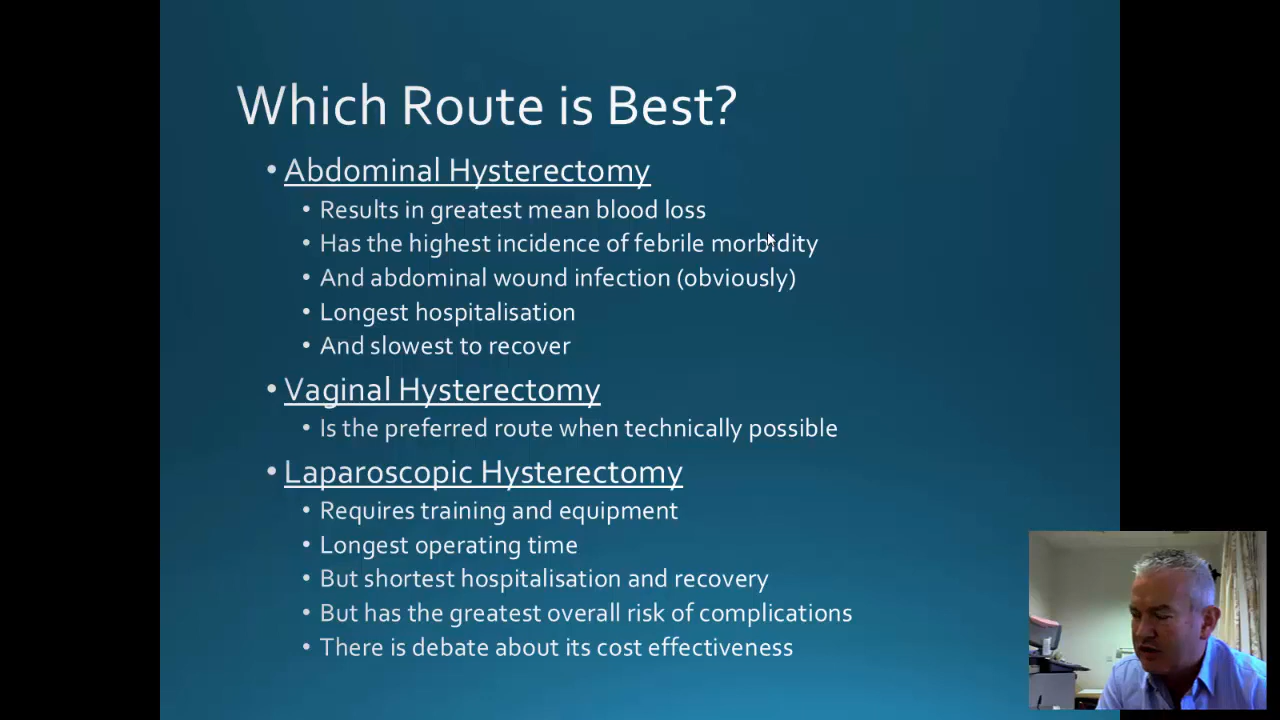 Which Route is Best?
• Abdominal Hysterectomy
• Results in greatest mean blood loss
• Has the highest incidence of febrile morbidity
• And abdominal wound infection (obviously)
• Longest hospitalisation
• And slowest to recover
• Vaginal Hysterectomy
• Is the preferred route when technically possible
• Laparoscopic Hysterectomy
• Requires training and equipment
• Longest operating time
• But shortest hospitalisation and recovery
• But has the greatest overall risk of complications
• There is debate about its cost effectiveness